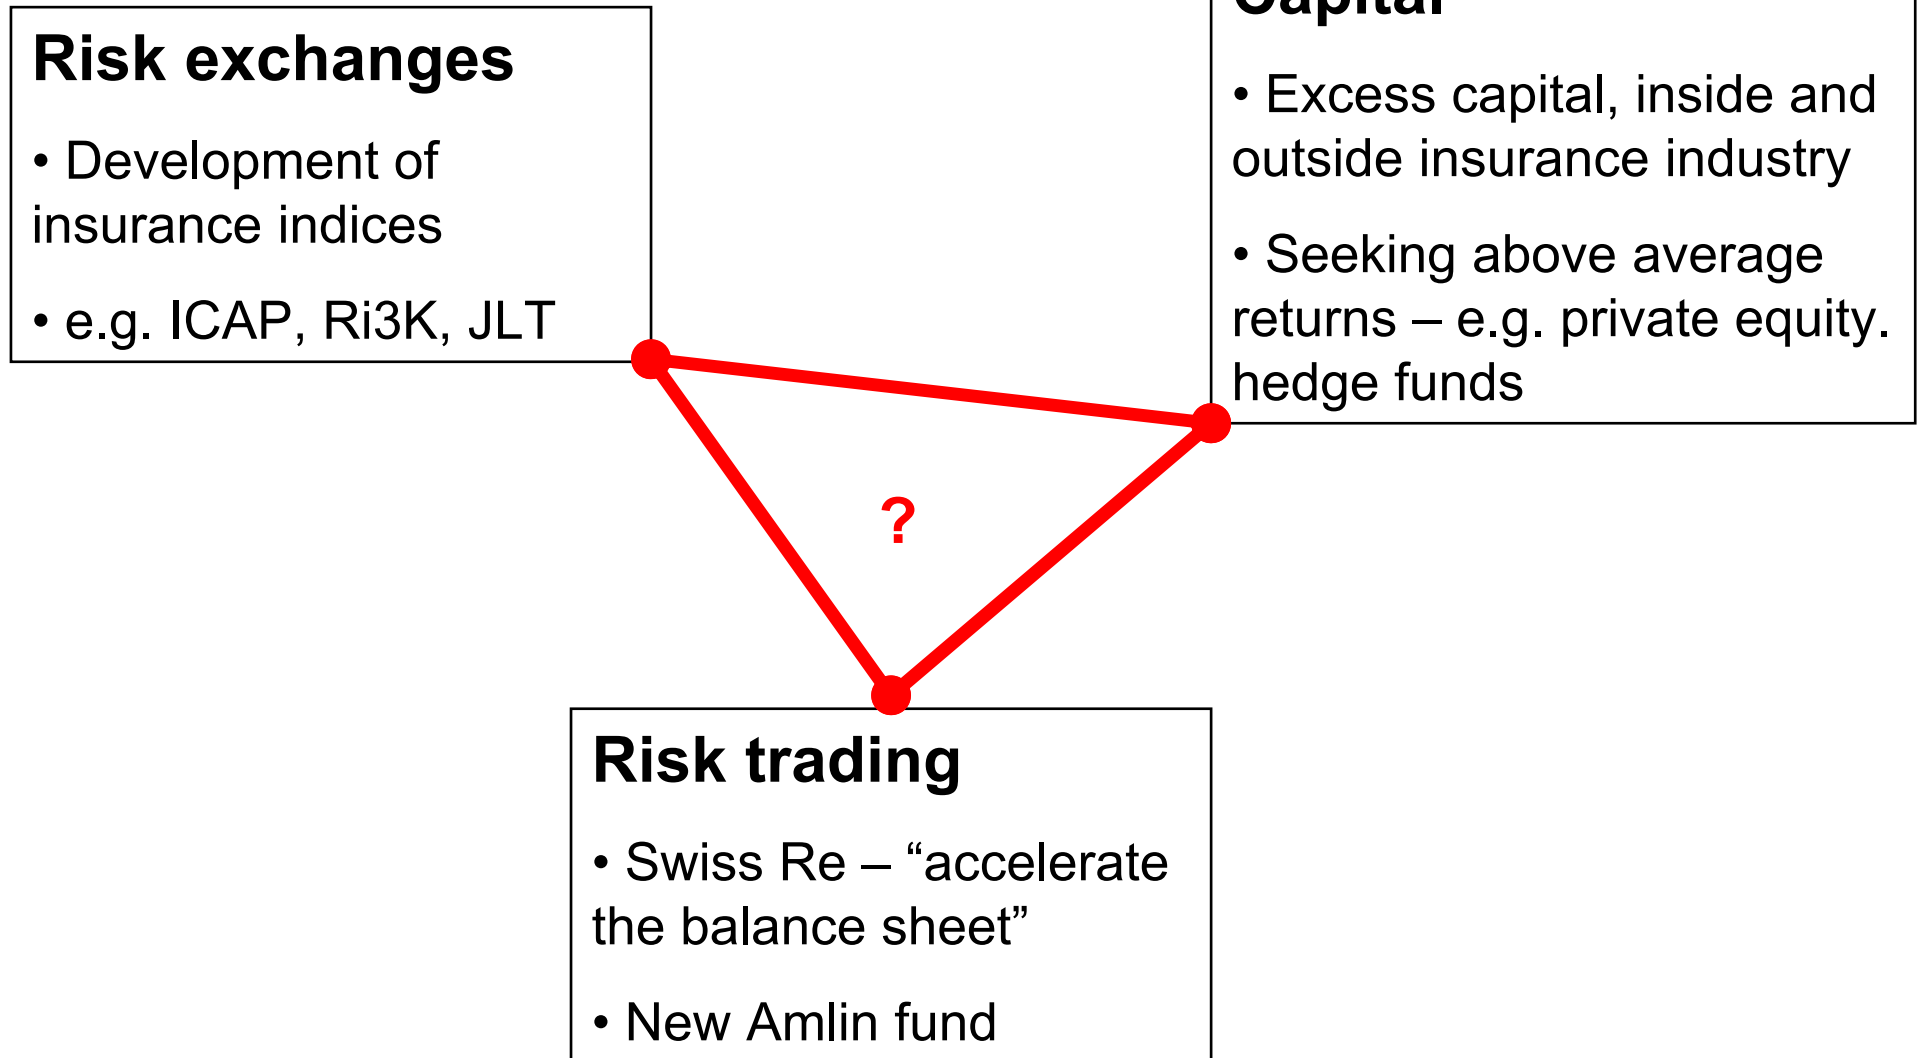 Risk exchanges
• Development of
insurance indices
• e.g. ICAP, Ri3K, JLT
Capital
• Excess capital, inside and
outside insurance industry
• Seeking above average
returns – e.g. private equity.
hedge funds
?
Risk trading
• Swiss Re – “accelerate
the balance sheet”
• New Amlin fund